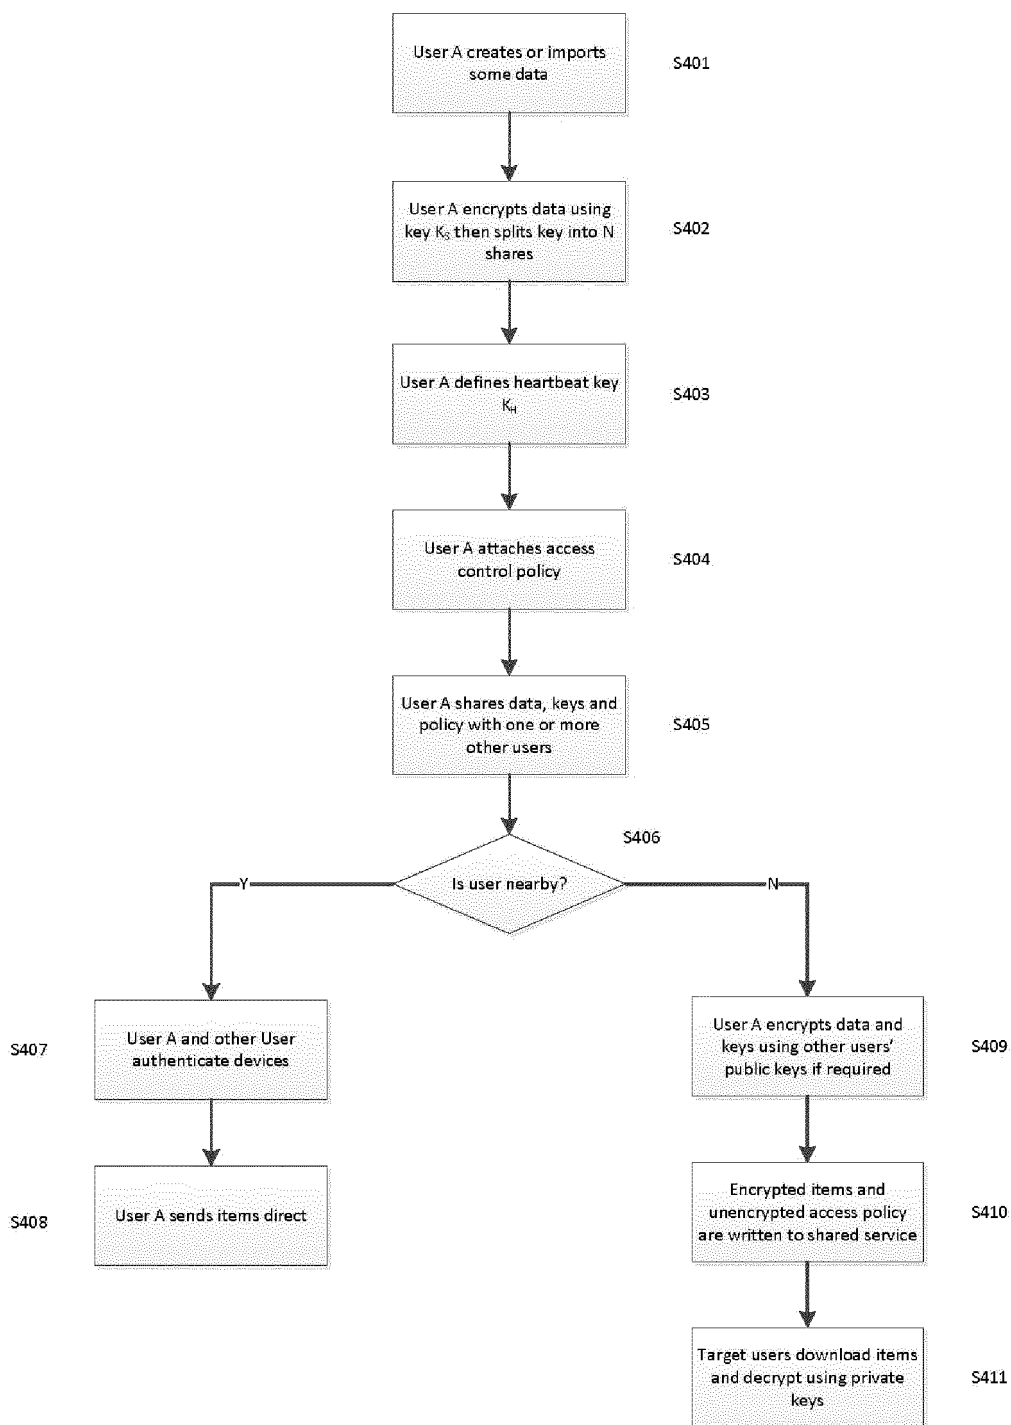 User A creates or imports
some data
S401
User A encrypts data using
key KS then splits key into N
shares
S402
User A defines heartbeat key
KH
S403
User A attaches access
control policy
S404
User A shares data, keys and
policy with one or more
other users
S405
S406
Is user nearby?
Y
N
S407
User A and other User
authenticate devices
S408
User A sends items direct
User A encrypts data and
keys using other users’
public keys if required
S409
Encrypted items and
unencrypted access policy
are written to shared service
S410
Target users download items
and decrypt using private
keys
S411